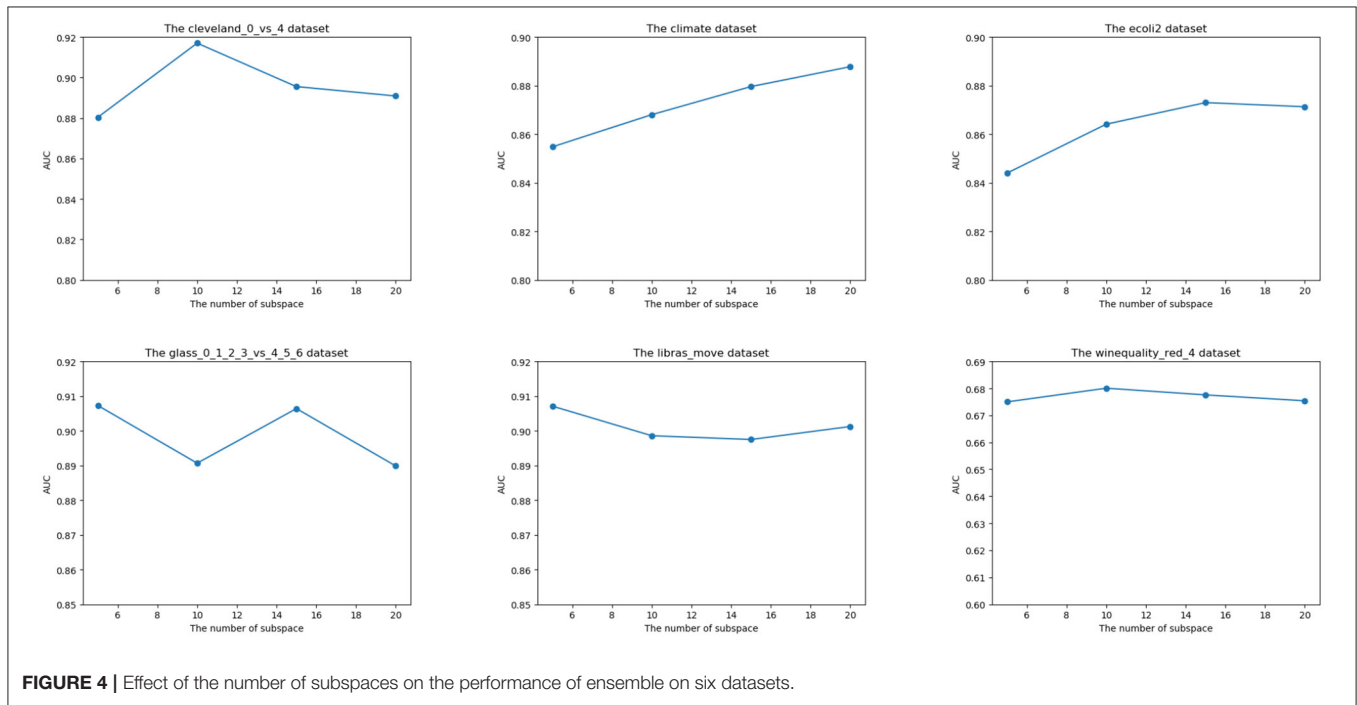 The cleveland_0_vs_4 dataset
0.92
0.90
0.88
0.86
0.84
0.82
0.80
AUC
6 8 10 12 14 16 18 20
The number of subspace
The climate dataset
0.90
0.88
0.86
0.84
0.82
0.80
AUC
6 8 10 12 14 16 18 20
The number of subspace
The ecoli2 dataset
0.90
0.88
0.86
0.84
0.82
0.80
AUC
6 8 10 12 14 16 18 20
The number of subspace
The glass_0_1_2_3_vs_4_5_6 dataset
0.92
0.91
0.90
0.89
0.88
0.87
0.86
0.85
AUC
6 8 10 12 14 16 18 20
The number of subspace
The libras_move dataset
0.92
0.91
0.90
0.89
0.88
0.87
0.86
0.85
AUC
6 8 10 12 14 16 18 20
The number of subspace
The winequality_red_4 dataset
0.69
0.68
0.67
0.66
0.65
0.64
0.63
0.62
0.61
0.60
AUC
6 8 10 12 14 16 18 20
The number of subspace
FIGURE 4 | Effect of the number of subspaces on the performance of ensemble on six datasets.